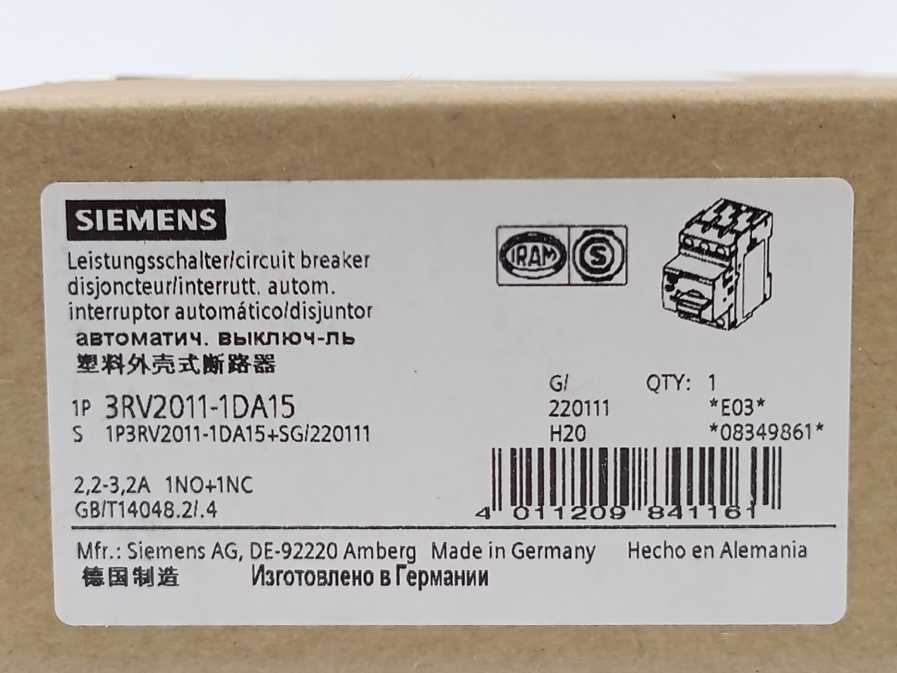 SIEMENS
Leistungsschalter/circuit breaker
disjoncteur/interrutt. autom.
interruptor automático/disjuntor
автоматич. выключ-ль
塑料外壳式断路器
IRAM S
1P 3RV2011-1DA15
S 1P3RV2011-1DA15+SG/220111
G/ QTY: 1
220111 *E03*
H20 *08349861*
2,2-3,2A 1NO+1NC
GB/T14048.2/.4
4 011209 841161
Mfr.: Siemens AG, DE-92220 Amberg Made in Germany Hecho en Alemania
德国制造 Изготовлено в Германии